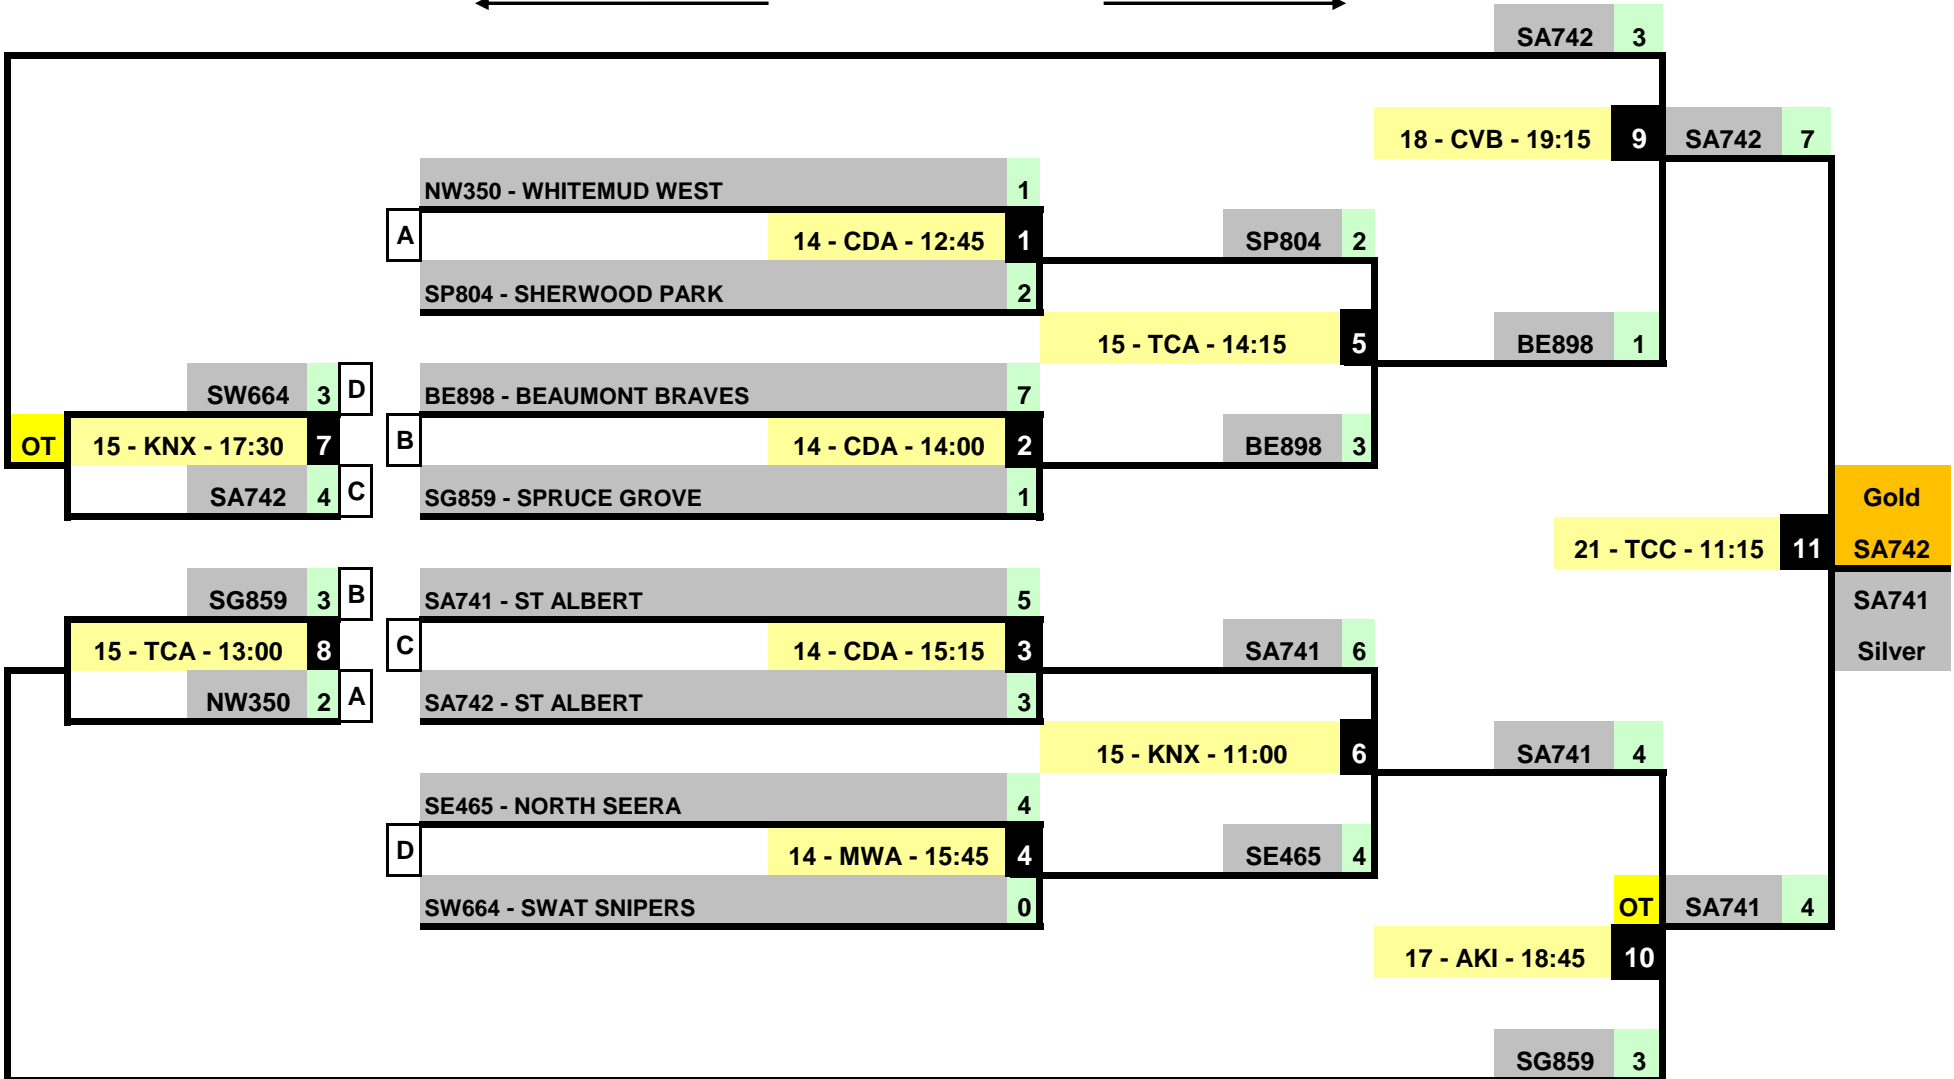 SA742 3
18 - CVB - 19:15 9 SA742 7
NW350 - WHITEMUD WEST 1
A 14 - CDA - 12:45 1 SP804 2
SP804 - SHERWOOD PARK 2
15 - TCA - 14:15 5 BE898 1
SW664 3 D BE898 - BEAUMONT BRAVES 7
OT 15 - KNX - 17:30 7 B 14 - CDA - 14:00 2 BE898 3
SA742 4 C SG859 - SPRUCE GROVE 1 Gold
21 - TCC - 11:15 11 SA742
SG859 3 B SA741 - ST ALBERT 5 SA741
15 - TCA - 13:00 8 C 14 - CDA - 15:15 3 SA741 6 Silver
NW350 2 A SA742 - ST ALBERT 3
15 - KNX - 11:00 6 SA741 4
SE465 - NORTH SEERA 4
D 14 - MWA - 15:45 4 SE465 4
SW664 - SWAT SNIPERS 0 OT SA741 4
17 - AKI - 18:45 10
SG859 3